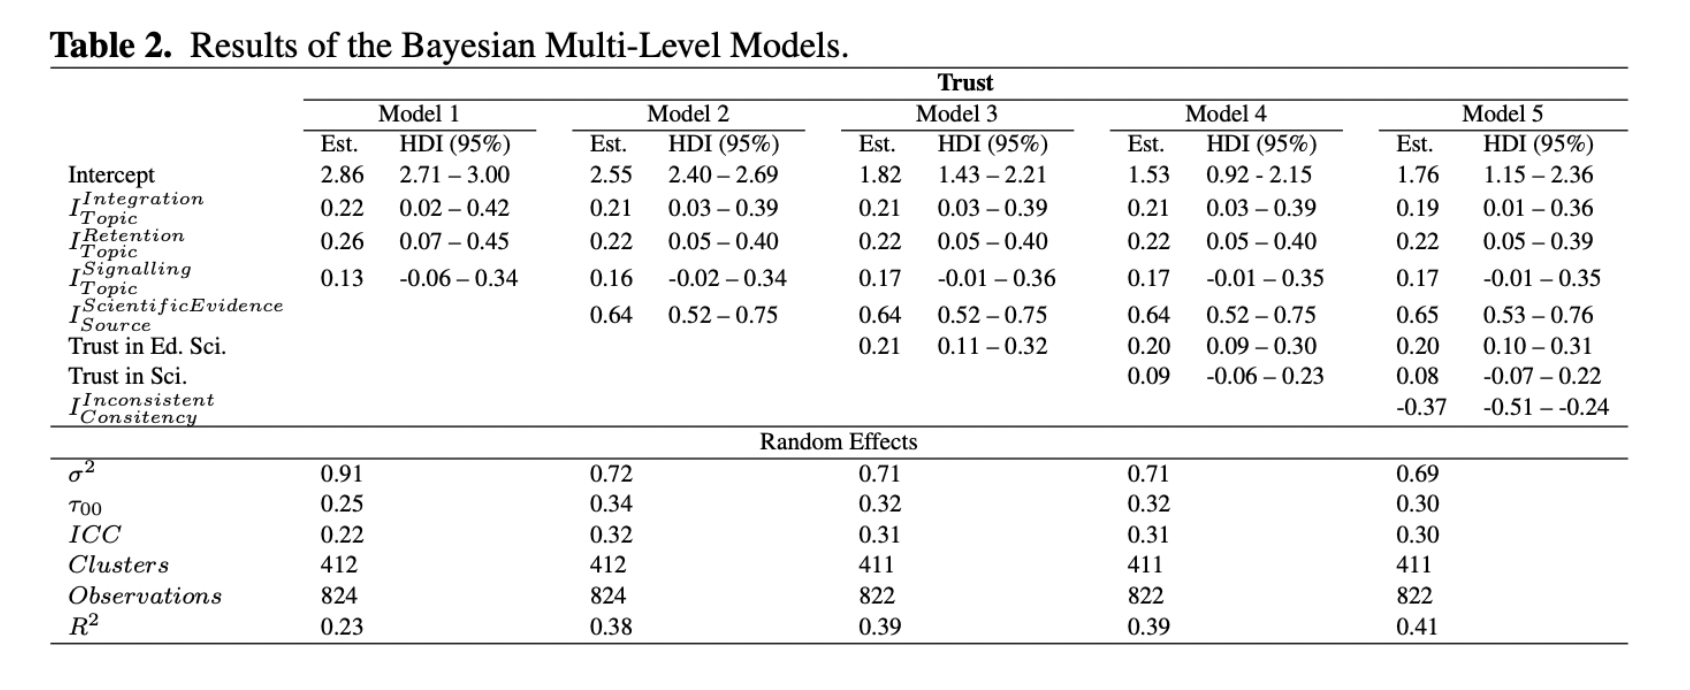 Table 2. Results of the Bayesian Multi-Level Models.
Trust
Model 1 Model 2 Model 3 Model 4 Model 5
Est. HDI (95%) Est. HDI (95%) Est. HDI (95%) Est. HDI (95%) Est. HDI (95%)
Intercept 2.86 2.71 – 3.00 2.55 2.40 – 2.69 1.82 1.43 – 2.21 1.53 0.92 - 2.15 1.76 1.15 – 2.36
I_{Topic}^{Integration} 0.22 0.02 – 0.42 0.21 0.03 – 0.39 0.21 0.03 – 0.39 0.21 0.03 – 0.39 0.19 0.01 – 0.36
I_{Topic}^{Retention} 0.26 0.07 – 0.45 0.22 0.05 – 0.40 0.22 0.05 – 0.40 0.22 0.05 – 0.40 0.22 0.05 – 0.39
I_{Topic}^{Signalling} 0.13 -0.06 – 0.34 0.16 -0.02 – 0.34 0.17 -0.01 – 0.36 0.17 -0.01 – 0.35 0.17 -0.01 – 0.35
I_{Source}^{ScientificEvidence} 0.64 0.52 – 0.75 0.64 0.52 – 0.75 0.64 0.52 – 0.75 0.65 0.53 – 0.76
Trust in Ed. Sci. 0.21 0.11 – 0.32 0.20 0.09 – 0.30 0.20 0.10 – 0.31
Trust in Sci. 0.09 -0.06 – 0.23 0.08 -0.07 – 0.22
I_{Consitency}^{Inconsistent} -0.37 -0.51 – -0.24
Random Effects
σ² 0.91 0.72 0.71 0.71 0.69
τ₀₀ 0.25 0.34 0.32 0.32 0.30
ICC 0.22 0.32 0.31 0.31 0.30
Clusters 412 412 411 411 411
Observations 824 824 822 822 822
R² 0.23 0.38 0.39 0.39 0.41